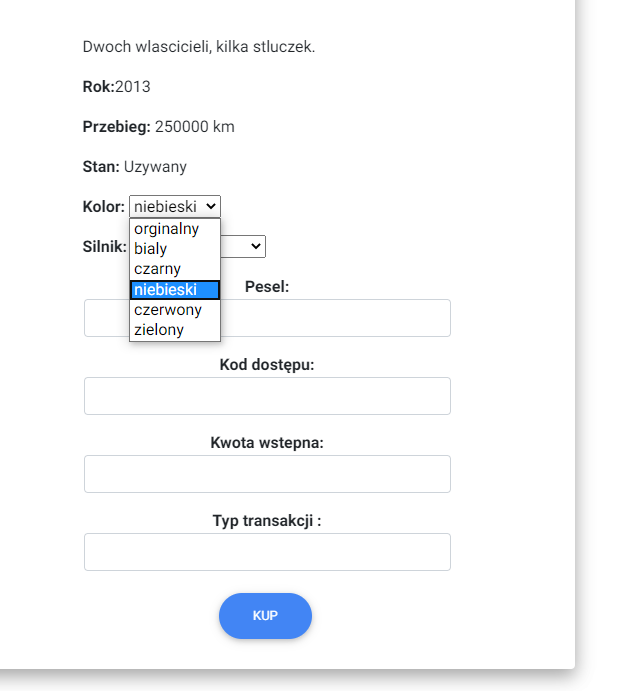 Dwoch wlascicieli, kilka stluczek.
Rok:2013
Przebieg: 250000 km
Stan: Uzywany
Kolor: niebieski
orginalny
Silnik:
bialy
czarny
niebieski
Pesel:
czerwony
zielony
Kod dostępu:
Kwota wstepna:
Typ transakcji :
KUP